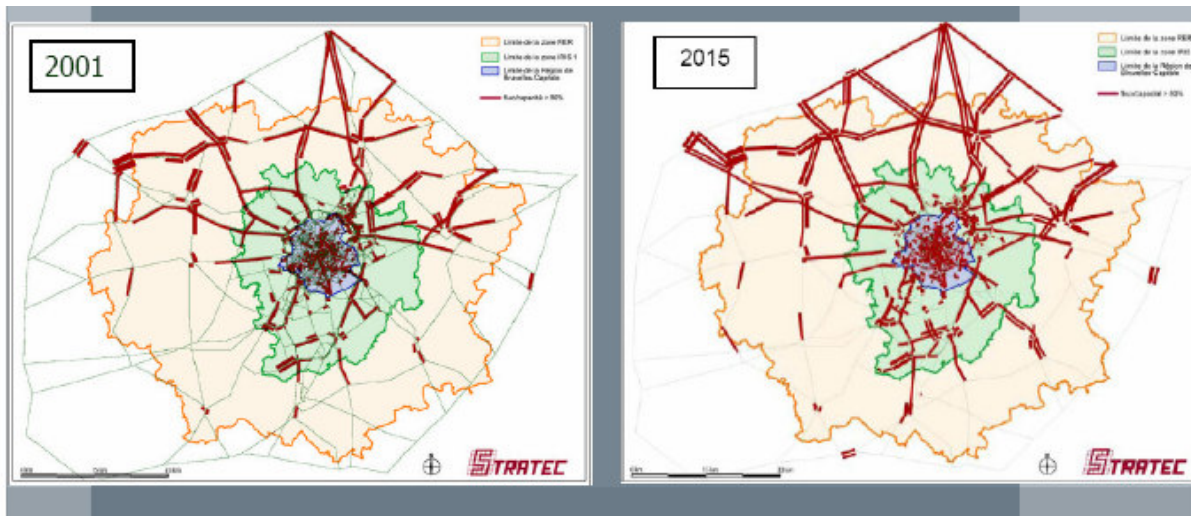 2001
Limite de la zone RER
Limite de la zone IRIS 1
Limite de la Région de
Bruxelles-Capitale
STRATEC
2015
Limite de la zone RER
Limite de la zone IRIS
Limite de la Région de
Bruxelles-Capitale
STRATEC